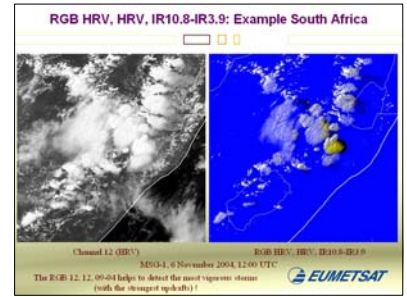 RGB HRV, HRV, IR10.8-IR3.9: Example South Africa
Channel 12 (HRV)
RGB HRV, HRV, IR10.8-IR3.9
MSG-1, 6 November 2004, 12:00 UTC
The RGB 12, 12, 09-04 helps to detect the most vigorous storms
(with the strongest updrafts) !
EUMETSAT